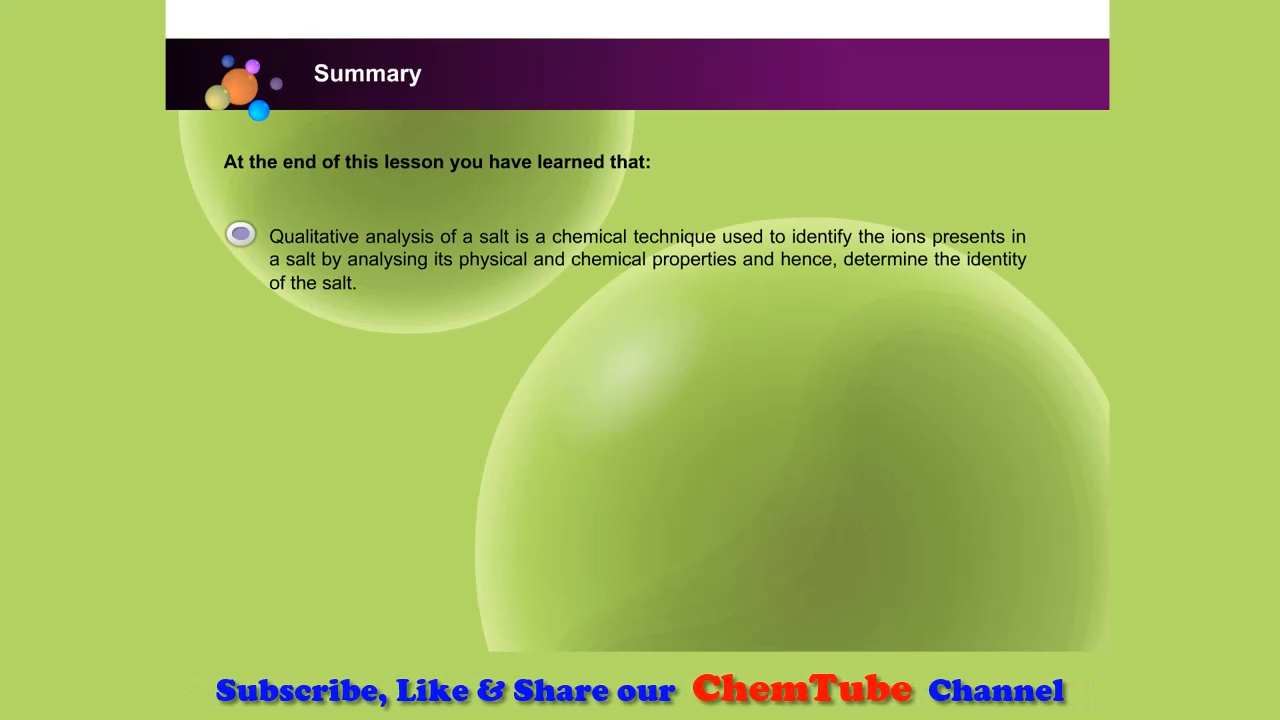 Summary
At the end of this lesson you have learned that:
Qualitative analysis of a salt is a chemical technique used to identify the ions presents in
a salt by analysing its physical and chemical properties and hence, determine the identity
of the salt.
Subscribe, Like & Share our ChemTube Channel